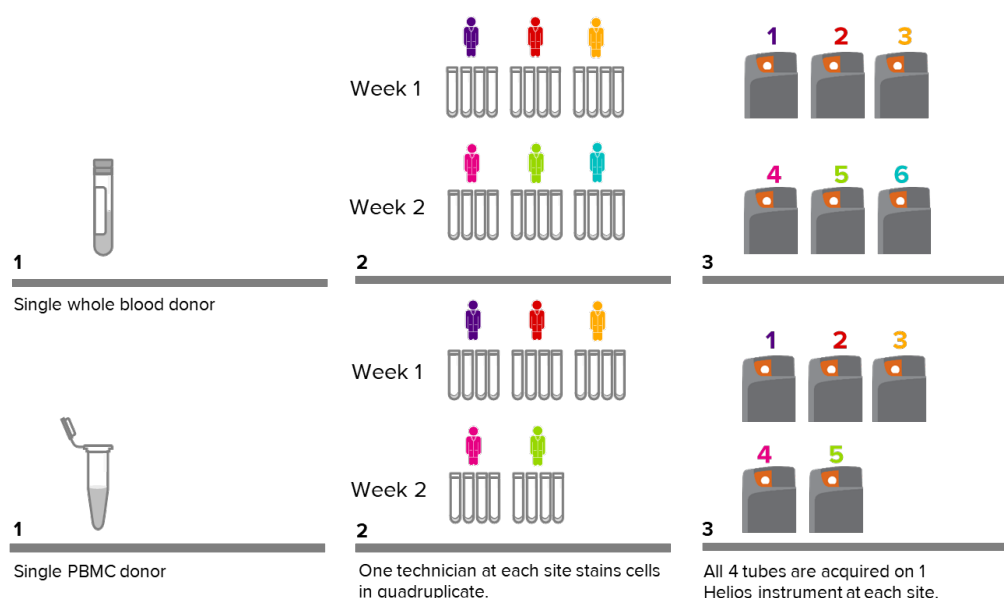 1 2 3
Week 1
4 5 6
Week 2
1
2
3
Single whole blood donor
1 2 3
Week 1
4 5
Week 2
1
2
3
Single PBMC donor
One technician at each site stains cells
in quadruplicate.
All 4 tubes are acquired on 1
Helios instrument at each site.